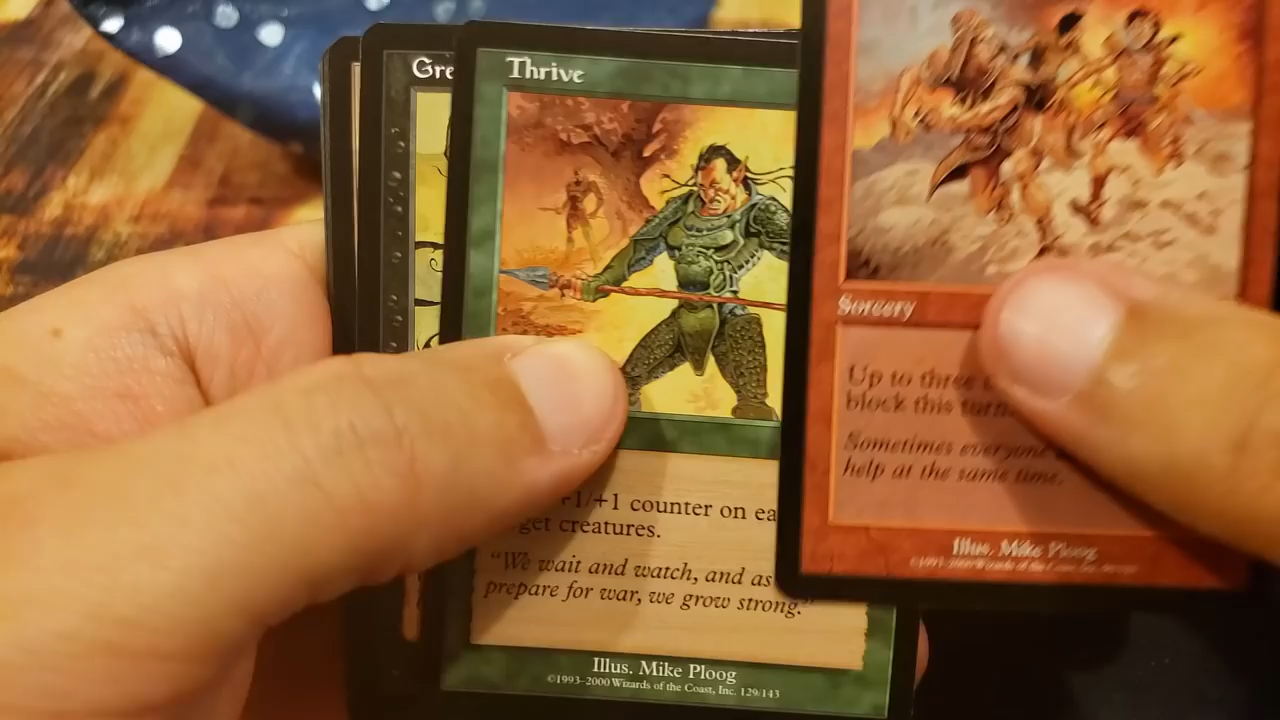 Gre
Thrive
+1/+1 counter on ea
get creatures.
"We wait and watch, and as
prepare for war, we grow strong."
Illus. Mike Ploog
©1993–2000 Wizards of the Coast, Inc. 129/143
Sorcery
Up to three
block this turn.
Sometimes everyone
help at the same time.
Illus. Mike Ploog